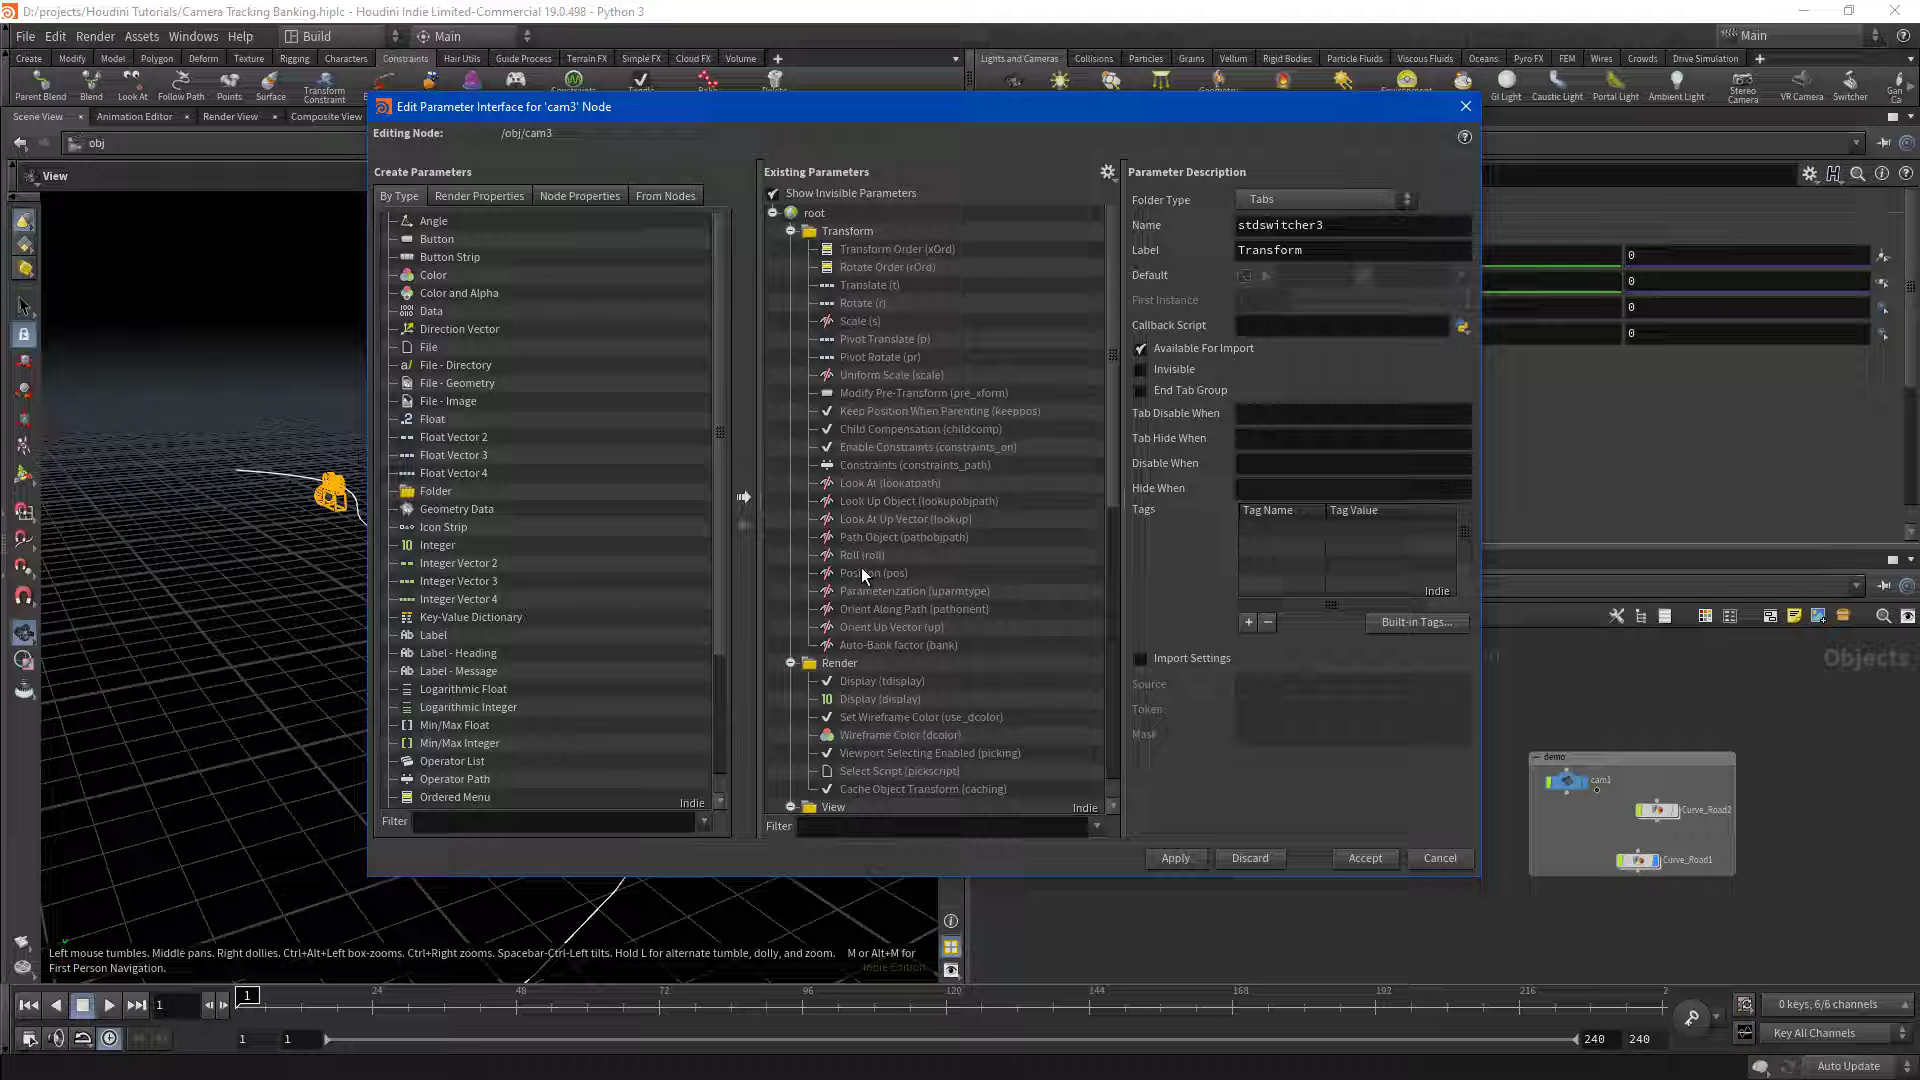 D:/projects/Houdini Tutorials/Camera Tracking Banking.hiplc - Houdini Indie Limited-Commercial 19.0.498 - Python 3
File Edit Render Assets Windows Help Build Main Main
Create Modify Model Polygon Deform Texture Rigging Characters Constraints Hair Utils Guide Process Terrain FX Simple FX Cloud FX Volume
Lights and Cameras Collisions Particles Grains Vellum Rigid Bodies Particle Fluids Viscous Fluids Oceans Pyro FX FEM Wires Crowds Drive Simulation
Parent Blend Blend Look At Follow Path Points Surface Transform Constraint
GI Light Caustic Light Portal Light Ambient Light Stereo Camera VR Camera Switcher
Scene View Animation Editor Render View Composite View
obj
View
Edit Parameter Interface for 'cam3' Node
Editing Node: /obj/cam3
Create Parameters
By Type Render Properties Node Properties From Nodes
Angle
Button
Button Strip
Color
Color and Alpha
Data
Direction Vector
File
File - Directory
File - Geometry
File - Image
Float
Float Vector 2
Float Vector 3
Float Vector 4
Folder
Geometry Data
Icon Strip
Integer
Integer Vector 2
Integer Vector 3
Integer Vector 4
Key-Value Dictionary
Label
Label - Heading
Label - Message
Logarithmic Float
Logarithmic Integer
Min/Max Float
Min/Max Integer
Operator List
Operator Path
Ordered Menu
Indie
Filter
Existing Parameters
Show Invisible Parameters
root
Transform
Transform Order (xOrd)
Rotate Order (rOrd)
Translate (t)
Rotate (r)
Scale (s)
Pivot Translate (p)
Pivot Rotate (pr)
Uniform Scale (scale)
Modify Pre-Transform (pre_xform)
Keep Position When Parenting (keeppos)
Child Compensation (childcomp)
Enable Constraints (constraints_on)
Constraints (constraints_path)
Look At (lookatpath)
Look Up Object (lookupobjpath)
Look At Up Vector (lookup)
Path Object (pathobjpath)
Roll (roll)
Position (pos)
Parameterization (uparmtype)
Orient Along Path (pathorient)
Orient Up Vector (up)
Auto-Bank factor (bank)
Render
Display (tdisplay)
Display (display)
Set Wireframe Color (use_dcolor)
Wireframe Color (dcolor)
Viewport Selecting Enabled (picking)
Select Script (pickscript)
Cache Object Transform (caching)
View
Indie
Filter
Parameter Description
Folder Type Tabs
Name stdswitcher3
Label Transform
Default
First Instance
Callback Script
Available For Import
Invisible
End Tab Group
Tab Disable When
Tab Hide When
Disable When
Hide When
Tags Tag Name Tag Value
Indie
+ - Built-in Tags...
Import Settings
Source
Token
Mask
Apply Discard Accept Cancel
0
0
0
0
Objects
demo
cam1
Curve_Road2
Curve_Road1
Left mouse tumbles. Middle pans. Right dollies. Ctrl+Alt+Left box-zooms. Ctrl+Right zooms. Spacebar-Ctrl-Left tilts. Hold L for alternate tumble, dolly, and zoom. M or Alt+M for
First Person Navigation.
Indie Edition
1 1 24 48 72 96 120 144 168 192 216 2
0 keys, 6/6 channels
1 1 240 240
Key All Channels
Auto Update